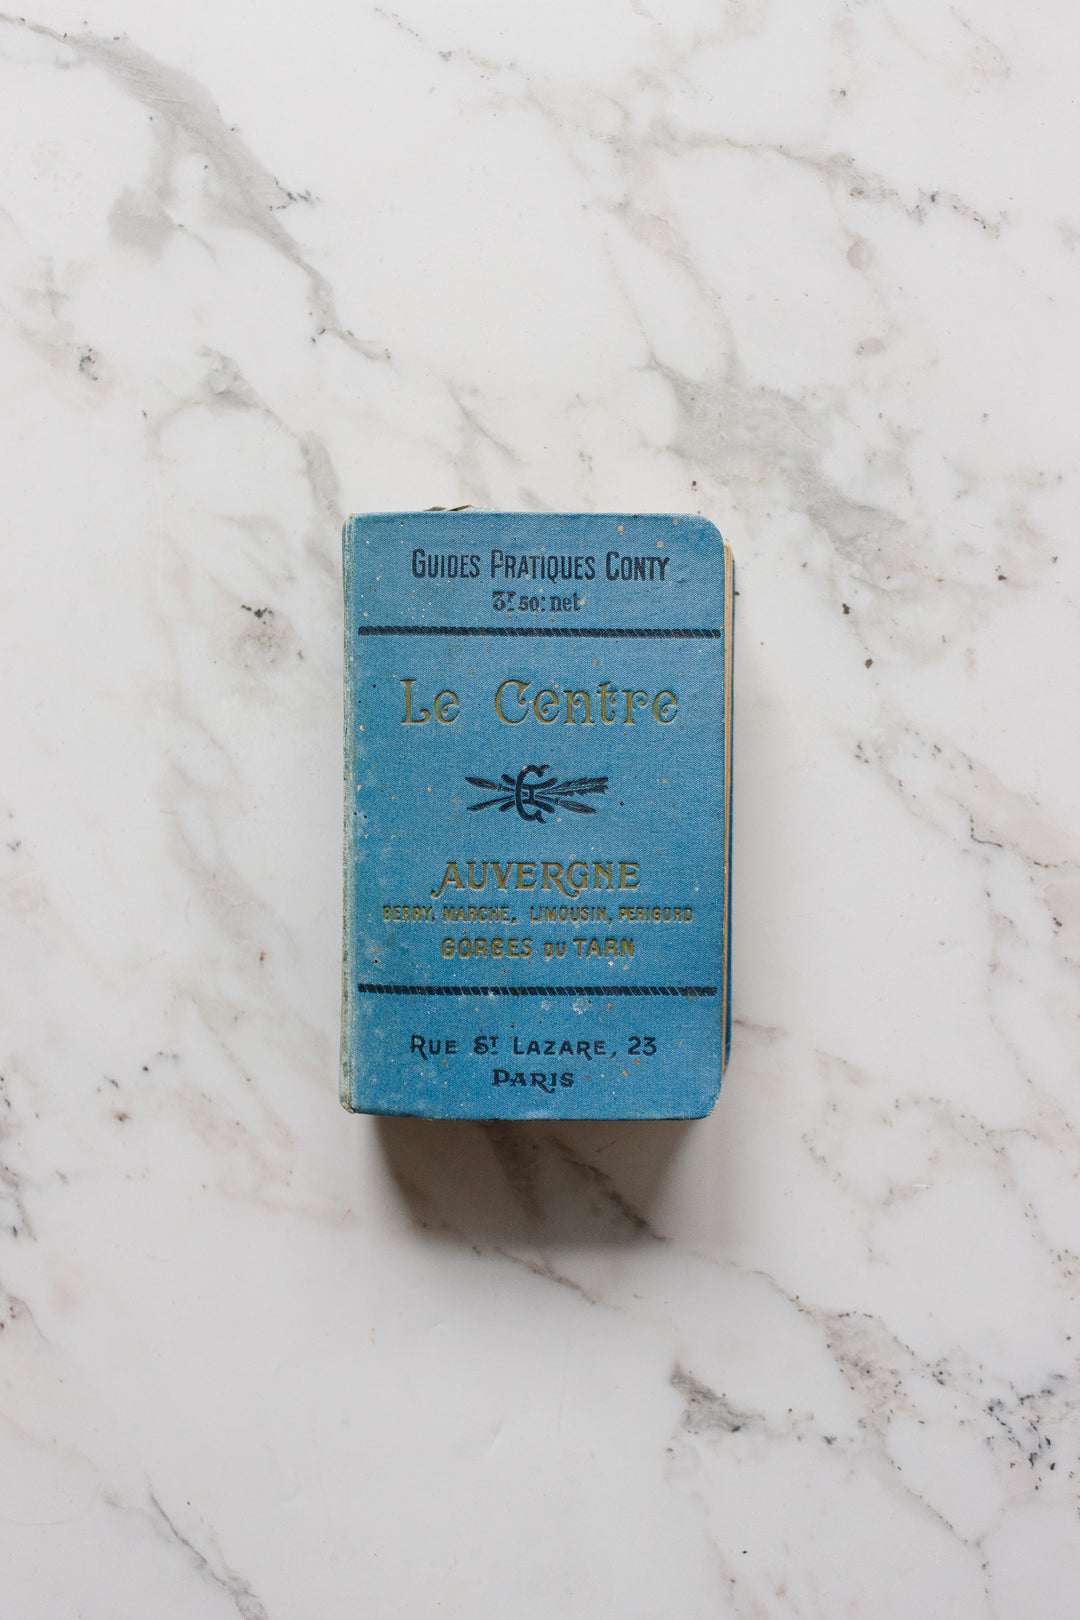 GUIDES PRATIQUES CONTY
3F 50: net
Le Centre
AUVERGNE
BERRY, MARCHE, LIMOUSIN, PERIGORD
GORGES DU TARN
RUE ST LAZARE, 23
PARIS